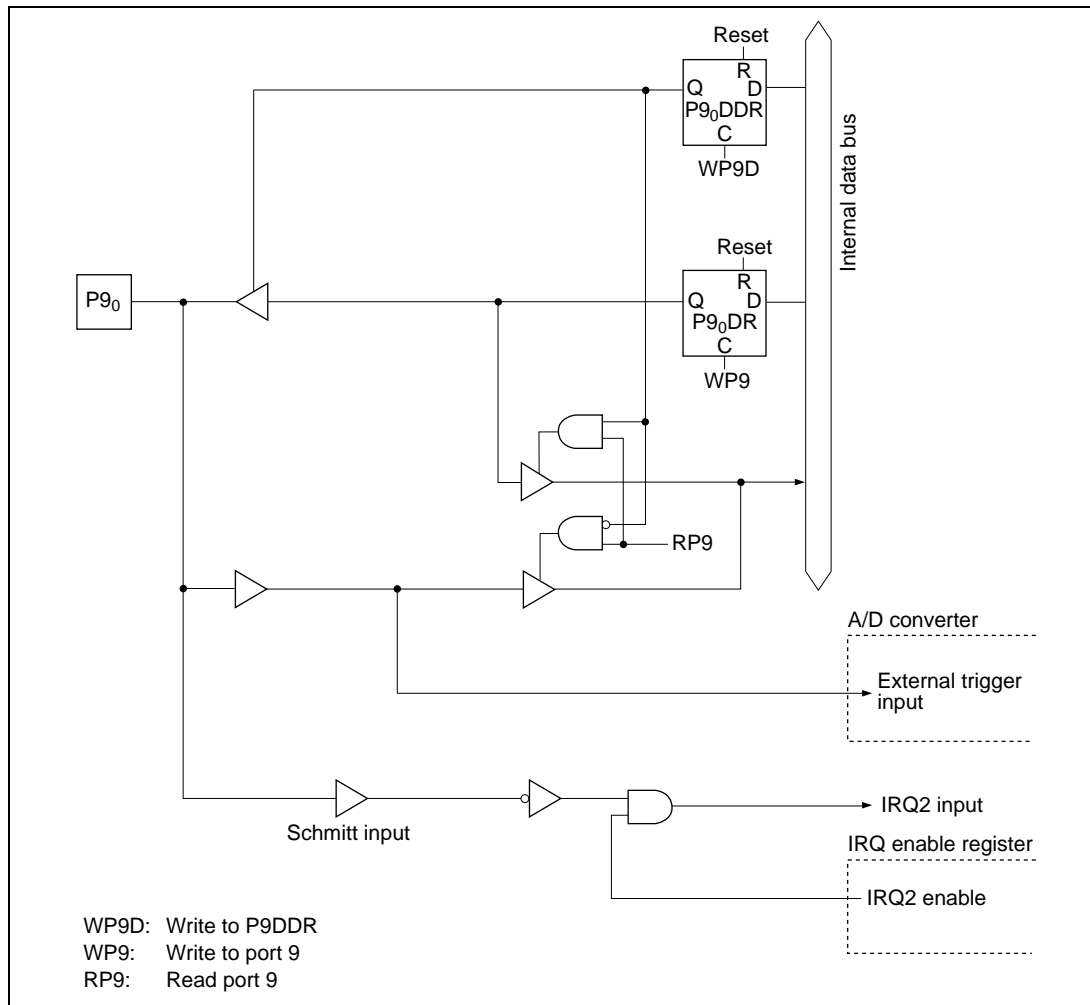 Reset
R
Q D
P9₀DDR
C
WP9D
Internal data bus
Reset
R
P9₀
Q D
P9₀DR
C
WP9
RP9
A/D converter
External trigger
input
IRQ2 input
Schmitt input
IRQ enable register
IRQ2 enable
WP9D: Write to P9DDR
WP9: Write to port 9
RP9: Read port 9